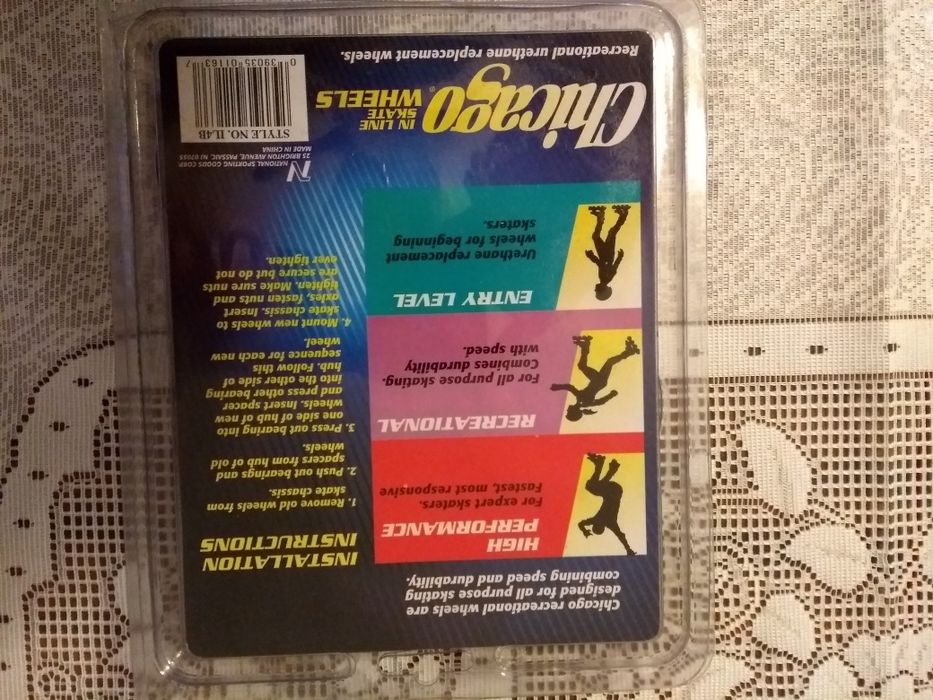 Chicago recreational wheels are
designed for all purpose skating
combining speed and durability.
HIGH
PERFORMANCE
For expert skaters.
Fastest, most responsive
RECREATIONAL
For all purpose skating.
Combines durability
with speed.
ENTRY LEVEL
Urethane replacement
wheels for beginning
skaters.
INSTALLATION
INSTRUCTIONS
1. Remove old wheels from
skate chassis.
2. Push out bearings and
spacers from hub of old
wheels.
3. Press out bearing into
one side of hub of new
wheels. Insert spacer
and press other bearing
into the other side of
hub. Follow this
sequence for each new
wheel.
4. Mount new wheels to
skate chassis. Insert
axles, fasten nuts and
tighten. Make sure nuts
are secure but do not
over tighten.
Chicago®
IN LINE
SKATE
WHEELS
Recreational urethane replacement wheels.
N
NATIONAL SPORTING GOODS CORP.
25 BRIGHTON AVENUE, PASSAIC, NJ 07055
MADE IN CHINA
STYLE NO. IL4B
0 39035 01163 7